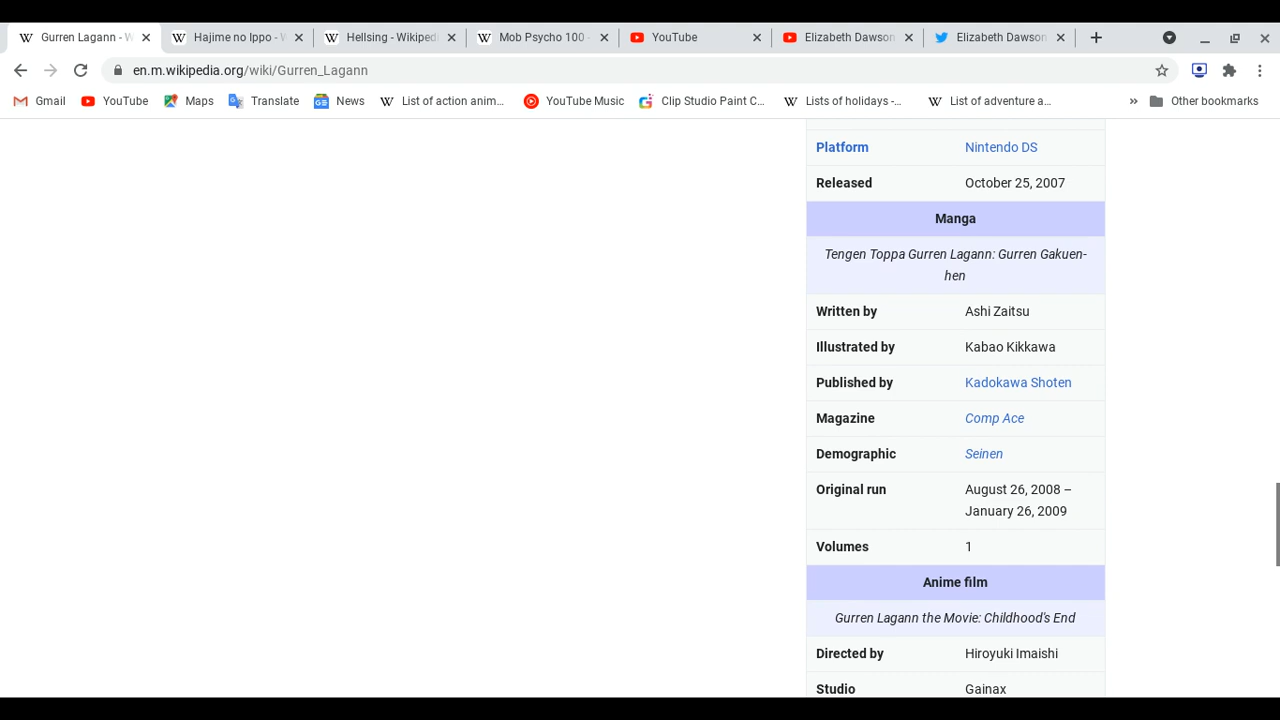 Gurren Lagann - W
Hajime no Ippo - W
Hellsing - Wikiped
Mob Psycho 100 -
YouTube
Elizabeth Dawson
Elizabeth Dawson
en.m.wikipedia.org/wiki/Gurren_Lagann
Gmail
YouTube
Maps
Translate
News
List of action anim...
YouTube Music
Clip Studio Paint C...
Lists of holidays -...
List of adventure a...
»
Other bookmarks
Platform Nintendo DS
Released October 25, 2007
Manga
Tengen Toppa Gurren Lagann: Gurren Gakuen-
hen
Written by Ashi Zaitsu
Illustrated by Kabao Kikkawa
Published by Kadokawa Shoten
Magazine Comp Ace
Demographic Seinen
Original run August 26, 2008 –
January 26, 2009
Volumes 1
Anime film
Gurren Lagann the Movie: Childhood's End
Directed by Hiroyuki Imaishi
Studio Gainax